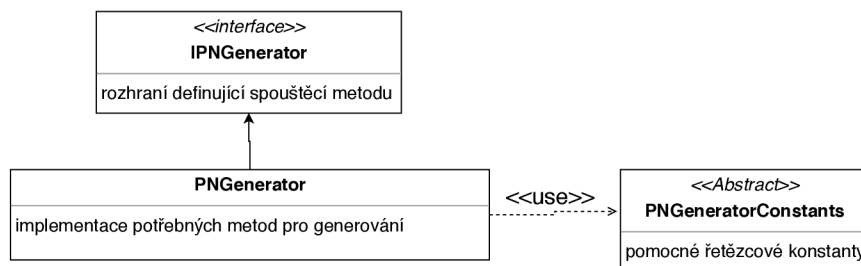 <<interface>>
IPNGenerator
rozhraní definující spouštěcí metodu
PNGenerator
implementace potřebných metod pro generování
<<use>>
<<Abstract>>
PNGeneratorConstants
pomocné řetězcové konstanty